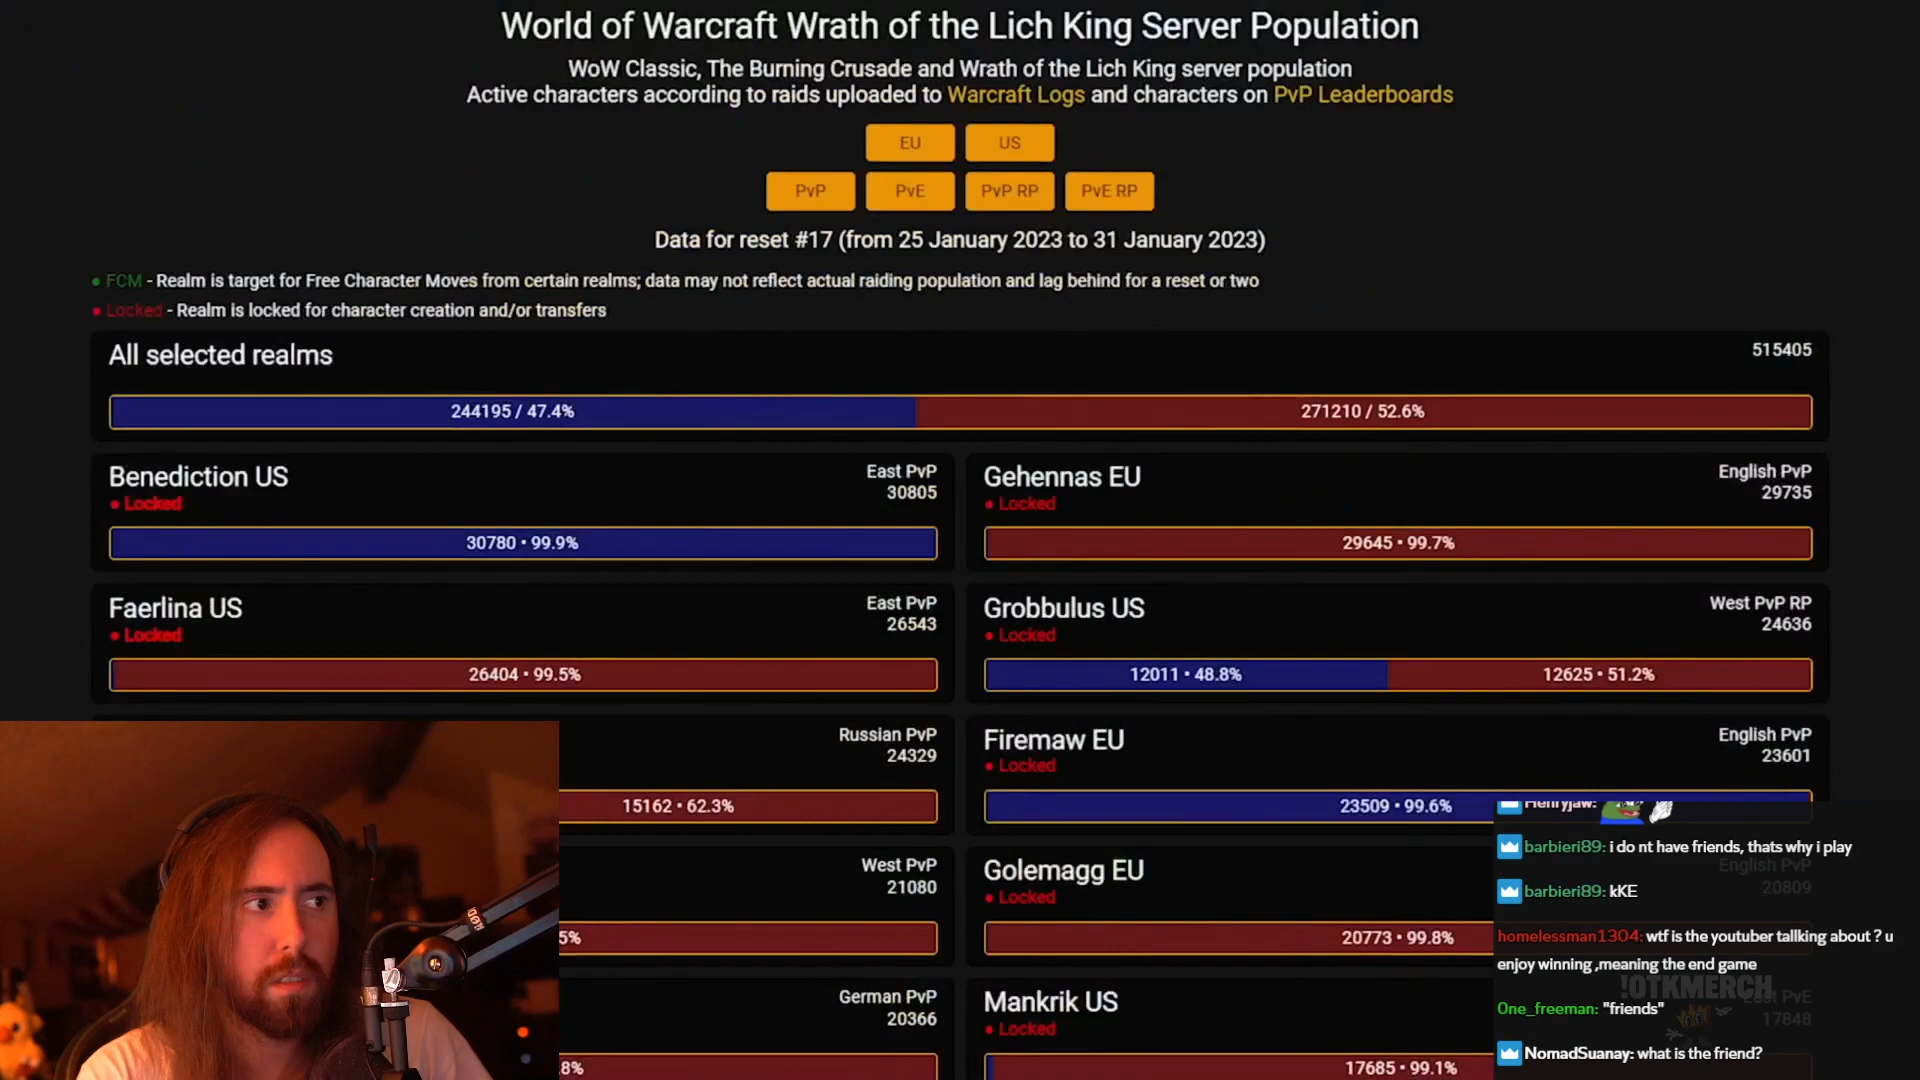 World of Warcraft Wrath of the Lich King Server Population
WoW Classic, The Burning Crusade and Wrath of the Lich King server population
Active characters according to raids uploaded to Warcraft Logs and characters on PvP Leaderboards
EU US
PvP PvE PvP RP PvE RP
Data for reset #17 (from 25 January 2023 to 31 January 2023)
• FCM - Realm is target for Free Character Moves from certain realms; data may not reflect actual raiding population and lag behind for a reset or two
• Locked - Realm is locked for character creation and/or transfers
All selected realms 515405
244195 / 47.4% 271210 / 52.6%
Benediction US East PvP
• Locked 30805
30780 • 99.9%
Gehennas EU English PvP
• Locked 29735
29645 • 99.7%
Faerlina US East PvP
• Locked 26543
26404 • 99.5%
Grobbulus US West PvP RP
• Locked 24636
12011 • 48.8% 12625 • 51.2%
Russian PvP
24329
15162 • 62.3%
Firemaw EU English PvP
• Locked 23601
23509 • 99.6%
West PvP
21080
5%
Golemagg EU English PvP
• Locked 20809
20773 • 99.8%
German PvP
20366
.8%
Mankrik US East PvE
• Locked 17848
17685 • 99.1%
Henryjaw:
barbieri89: i do nt have friends, thats why i play
barbieri89: kKE
homelessman1304: wtf is the youtuber tallking about ? u
enjoy winning ,meaning the end game
!OTKMERCH
One_freeman: "friends"
NomadSuanay: what is the friend?